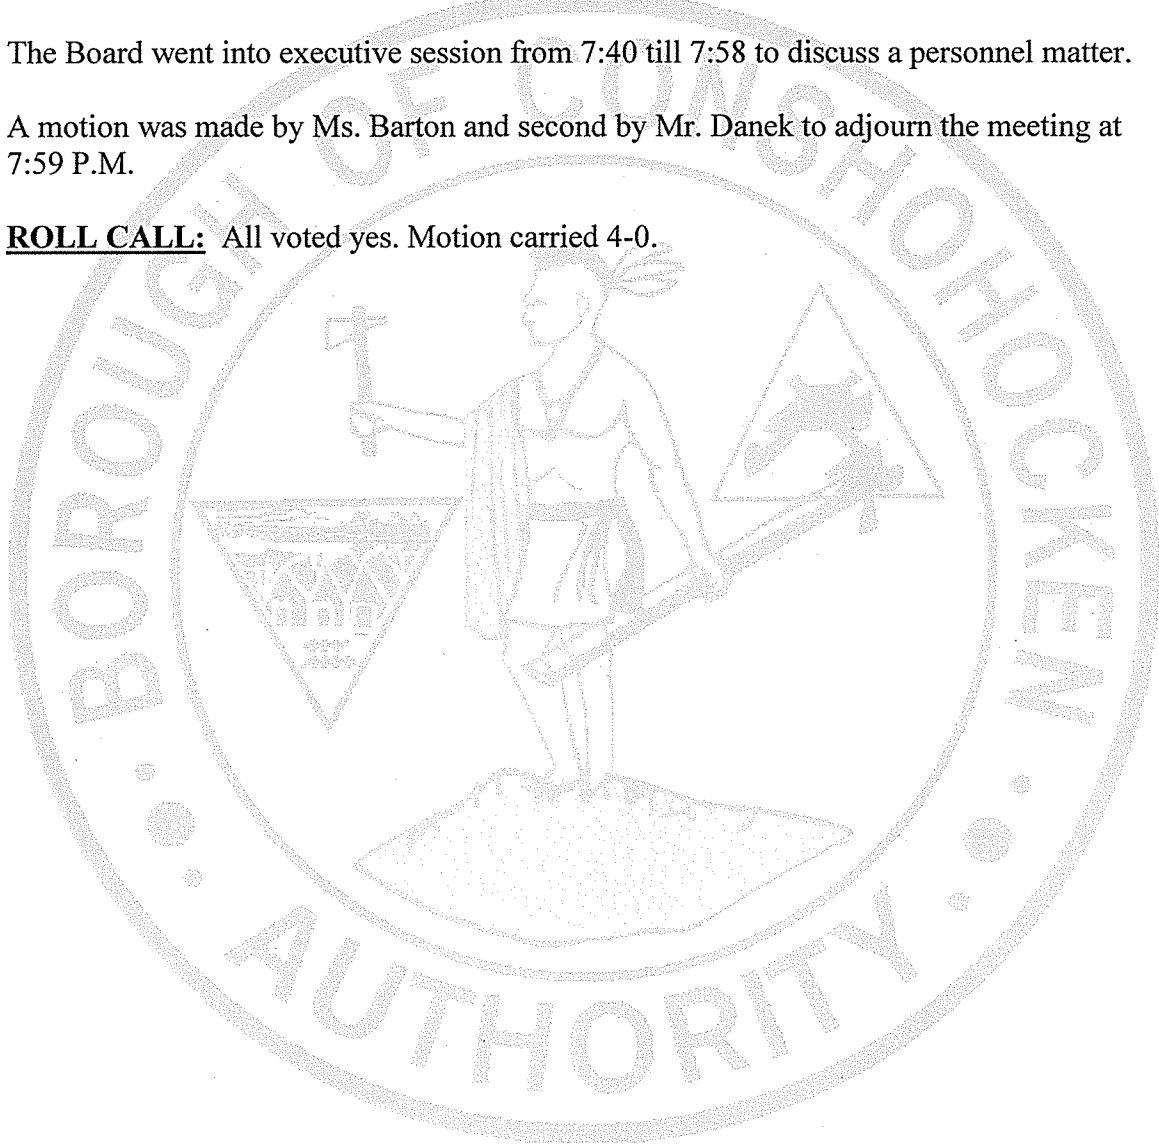 The Board went into executive session from 7:40 till 7:58 to discuss a personnel matter.
A motion was made by Ms. Barton and second by Mr. Danek to adjourn the meeting at
7:59 P.M.
ROLL CALL: All voted yes. Motion carried 4-0.
BOROUGH OF CONSHOHOCKEN
AUTHORITY